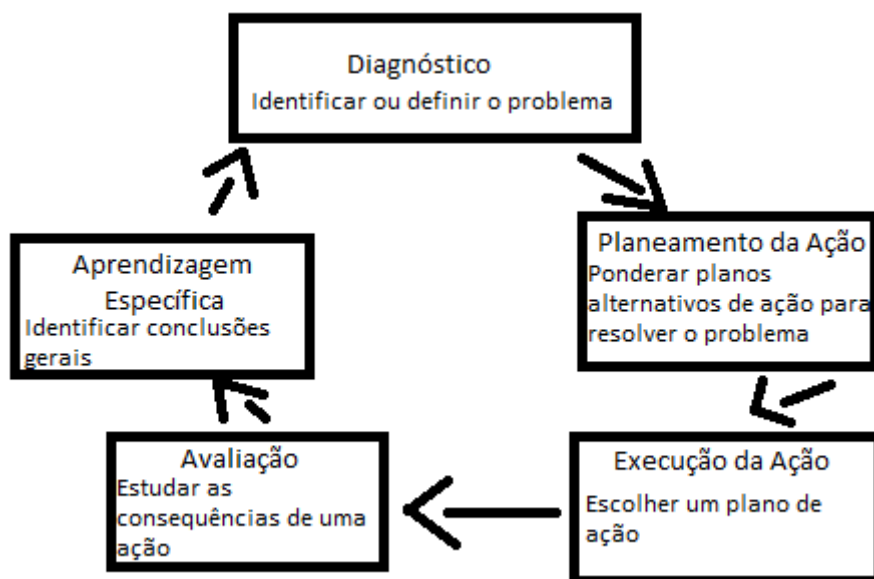 Diagnóstico
Identificar ou definir o problema
Planeamento da Ação
Ponderar planos
alternativos de ação para
resolver o problema
Execução da Ação
Escolher um plano de
ação
Avaliação
Estudar as
consequências de uma
ação
Aprendizagem
Específica
Identificar conclusões
gerais